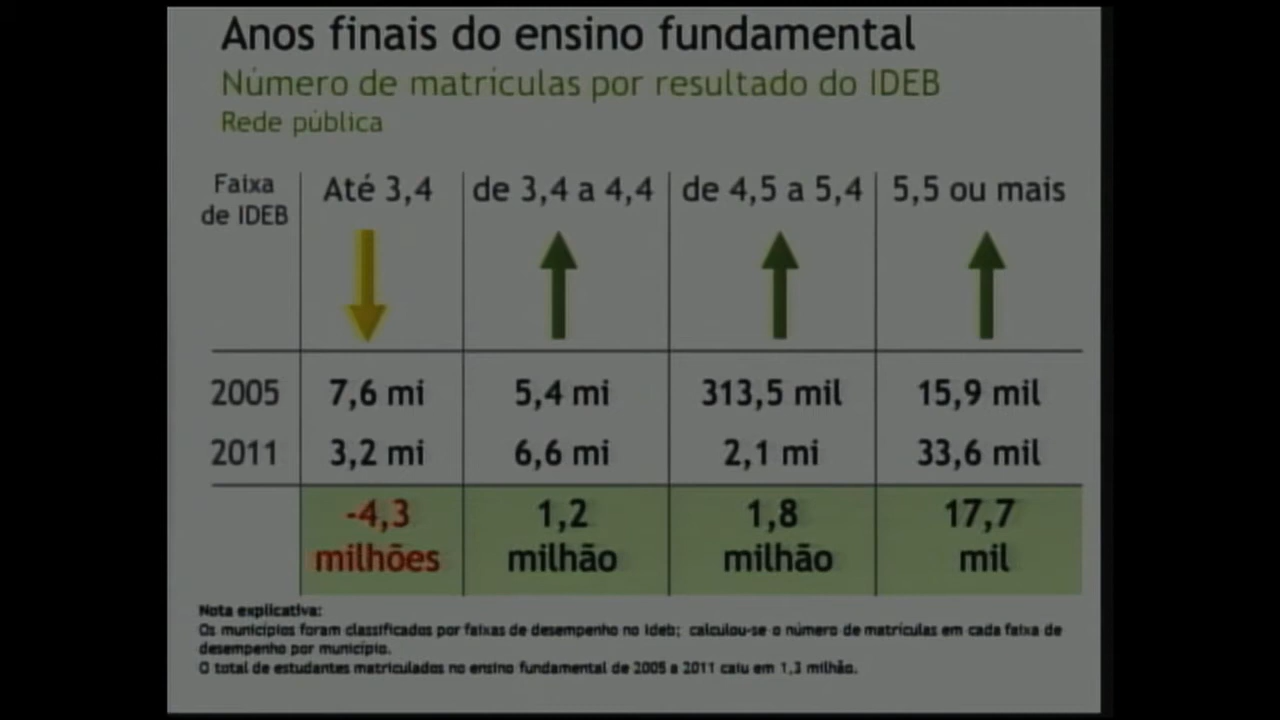 Anos finais do ensino fundamental
Número de matrículas por resultado do IDEB
Rede pública
Faixa de IDEB Até 3,4 de 3,4 a 4,4 de 4,5 a 5,4 5,5 ou mais
2005 7,6 mi 5,4 mi 313,5 mil 15,9 mil
2011 3,2 mi 6,6 mi 2,1 mi 33,6 mil
-4,3 milhões 1,2 milhão 1,8 milhão 17,7 mil
Nota explicativa:
Os municípios foram classificados por faixas de desempenho no Ideb; calculou-se o número de matrículas em cada faixa de
desempenho por município.
O total de estudantes matriculados no ensino fundamental de 2005 a 2011 caiu em 1,3 milhão.